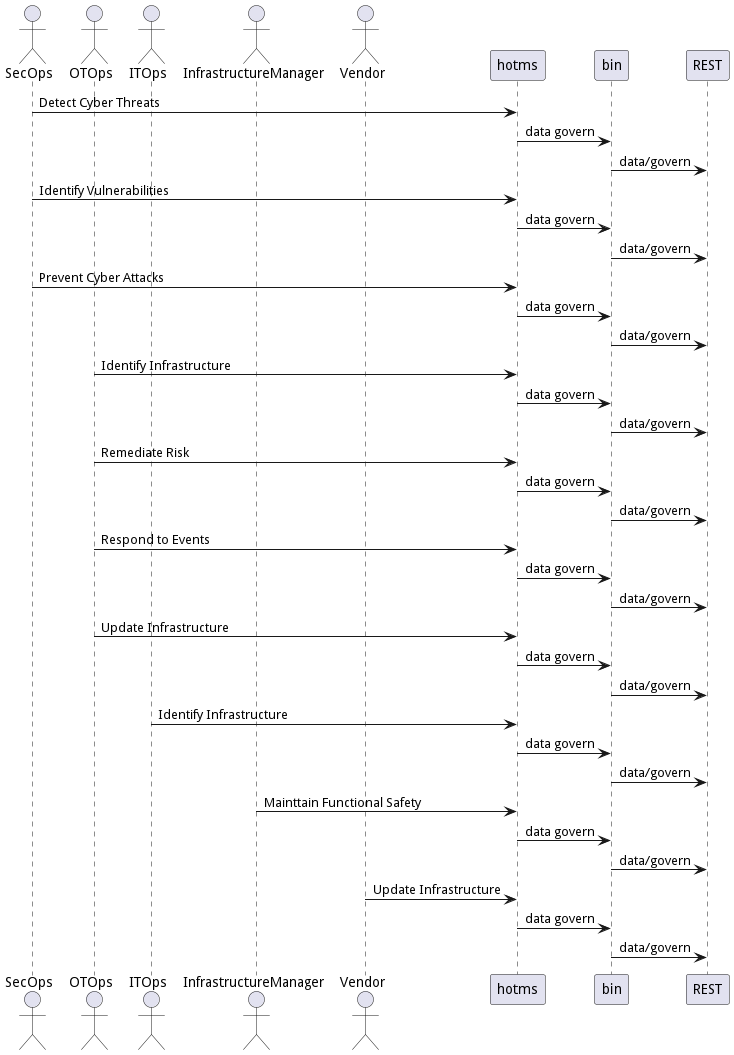 SecOps OTOps ITOps InfrastructureManager Vendor hotms bin REST
Detect Cyber Threats
data govern
data/govern
Identify Vulnerabilities
data govern
data/govern
Prevent Cyber Attacks
data govern
data/govern
Identify Infrastructure
data govern
data/govern
Remediate Risk
data govern
data/govern
Respond to Events
data govern
data/govern
Update Infrastructure
data govern
data/govern
Identify Infrastructure
data govern
data/govern
Mainttain Functional Safety
data govern
data/govern
Update Infrastructure
data govern
data/govern
SecOps OTOps ITOps InfrastructureManager Vendor hotms bin REST